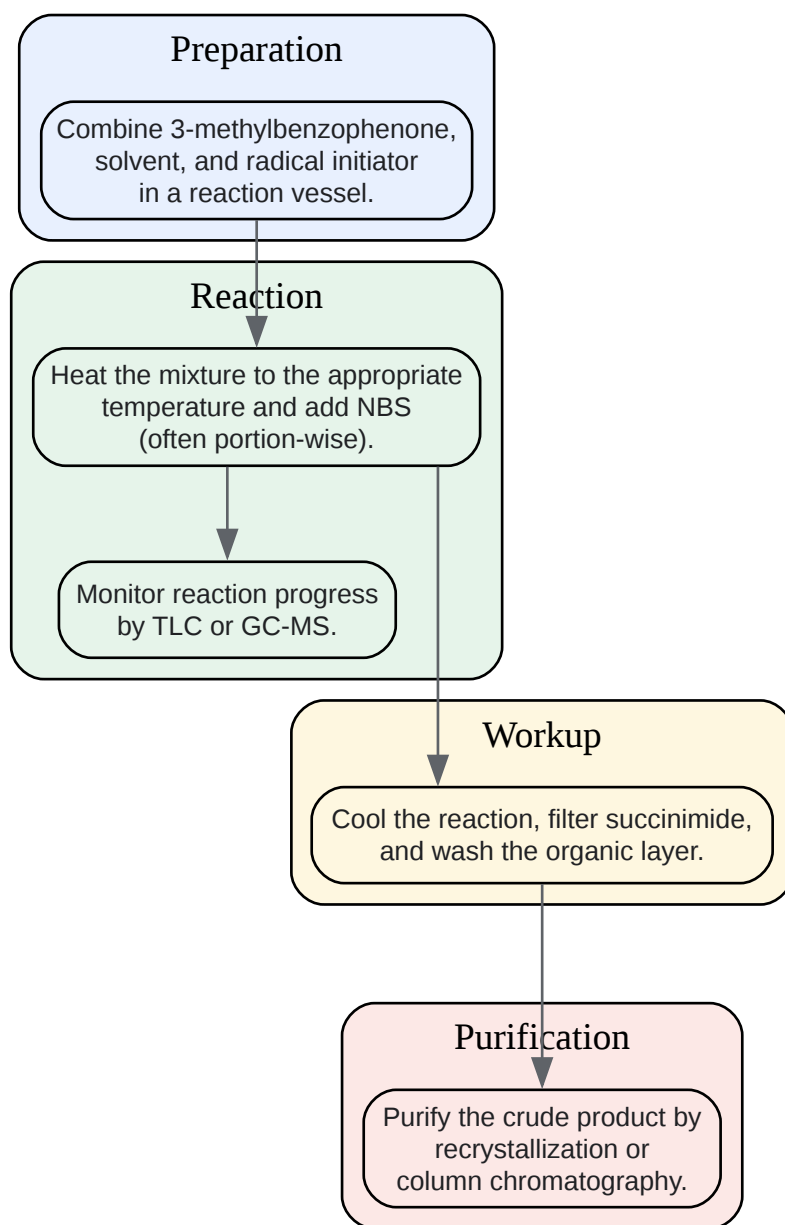 Preparation
Combine 3-methylbenzophenone,
solvent, and radical initiator
in a reaction vessel.
Reaction
Heat the mixture to the appropriate
temperature and add NBS
(often portion-wise).
Monitor reaction progress
by TLC or GC-MS.
Workup
Cool the reaction, filter succinimide,
and wash the organic layer.
Purification
Purify the crude product by
recrystallization or
column chromatography.